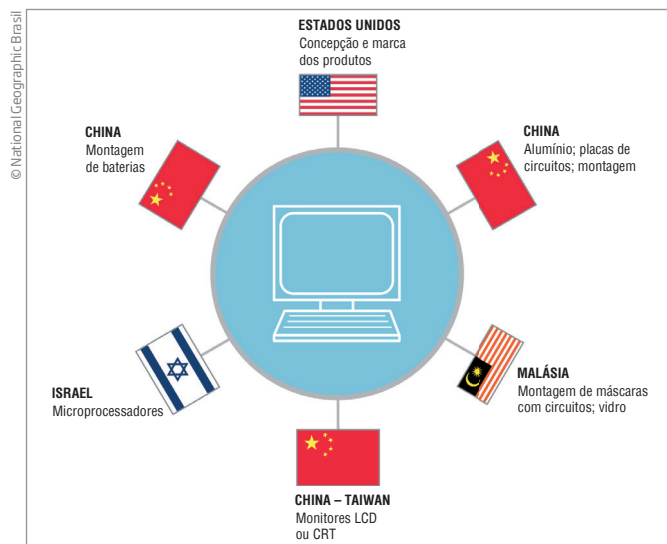 © National Geographic Brasil
ESTADOS UNIDOS
Concepção e marca
dos produtos
CHINA
Montagem
de baterias
CHINA
Alumínio; placas de
circuitos; montagem
ISRAEL
Microprocessadores
MALÁSIA
Montagem de máscaras
com circuitos; vidro
CHINA – TAIWAN
Monitores LCD
ou CRT